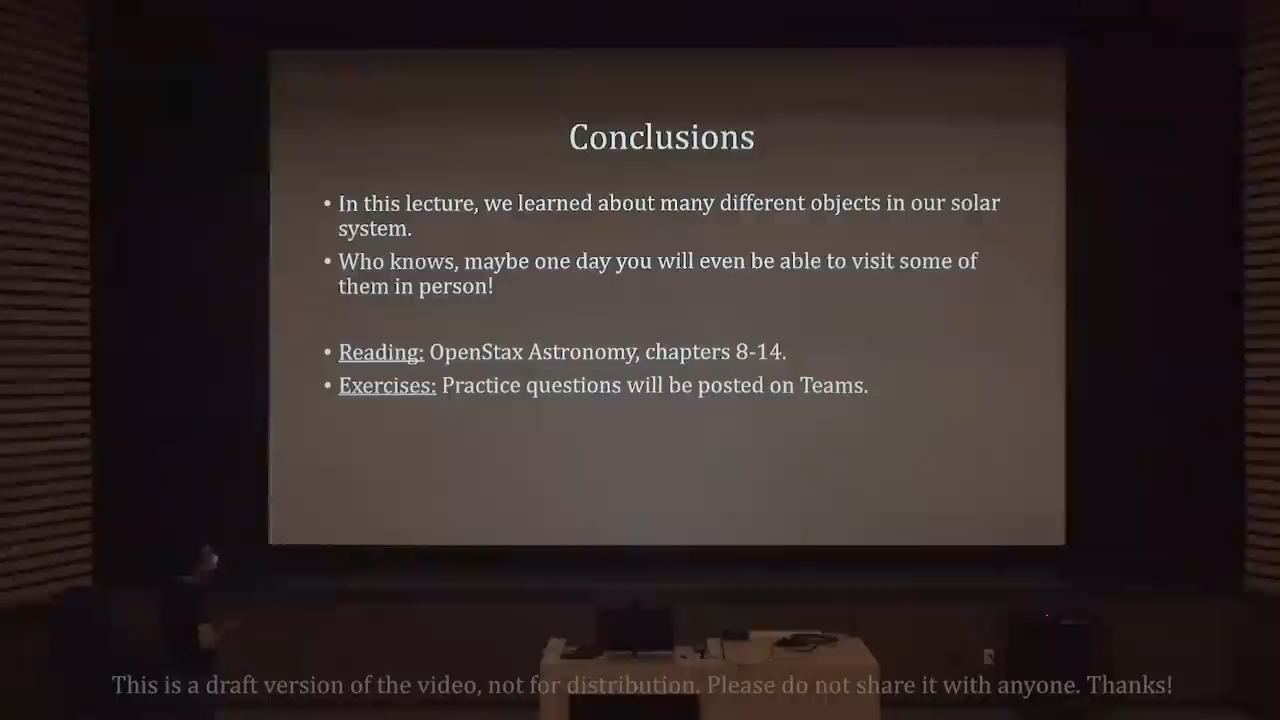 Conclusions
• In this lecture, we learned about many different objects in our solar
system.
• Who knows, maybe one day you will even be able to visit some of
them in person!
• Reading: OpenStax Astronomy, chapters 8-14.
• Exercises: Practice questions will be posted on Teams.
This is a draft version of the video, not for distribution. Please do not share it with anyone. Thanks!